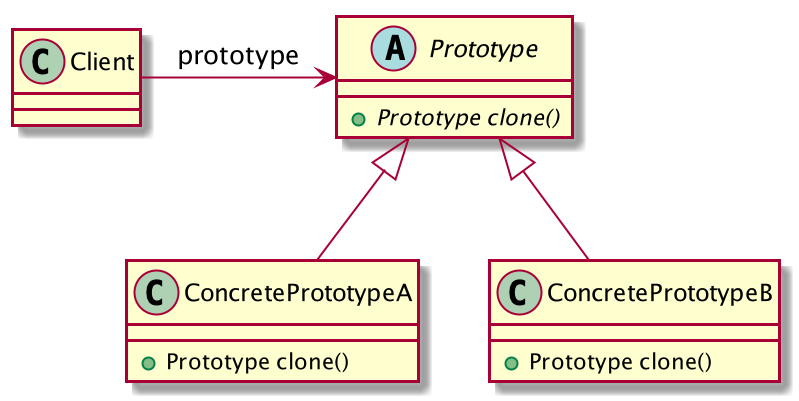 C Client
prototype
A Prototype
Prototype clone()
C ConcretePrototypeA
Prototype clone()
C ConcretePrototypeB
Prototype clone()